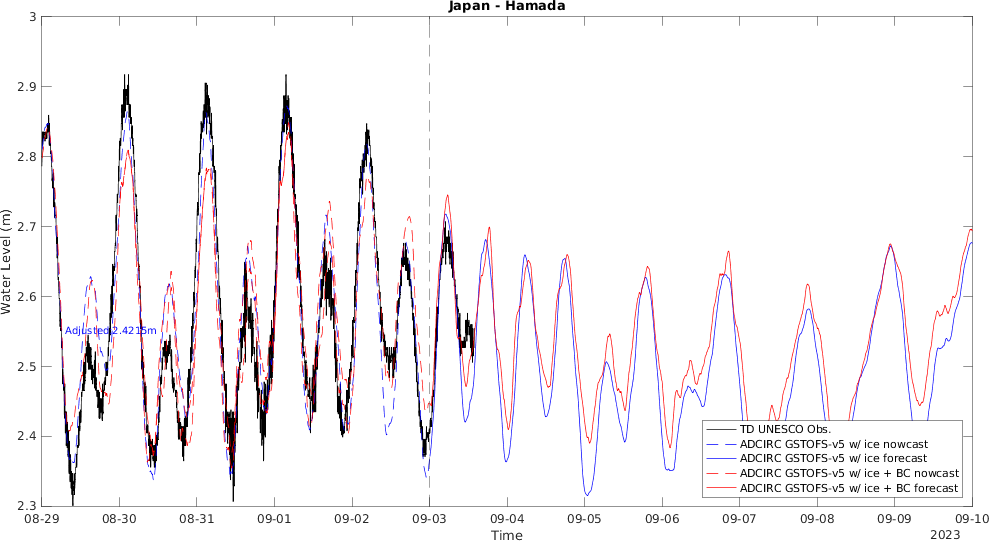 Japan - Hamada
Water Level (m)
3
2.9
2.8
2.7
2.6
2.5
2.4
2.3
Adjusted 2.4215m
TD UNESCO Obs.
ADCIRC GSTOFS-v5 w/ ice nowcast
ADCIRC GSTOFS-v5 w/ ice forecast
ADCIRC GSTOFS-v5 w/ ice + BC nowcast
ADCIRC GSTOFS-v5 w/ ice + BC forecast
08-29 08-30 08-31 09-01 09-02 09-03 09-04 09-05 09-06 09-07 09-08 09-09 09-10
Time
2023